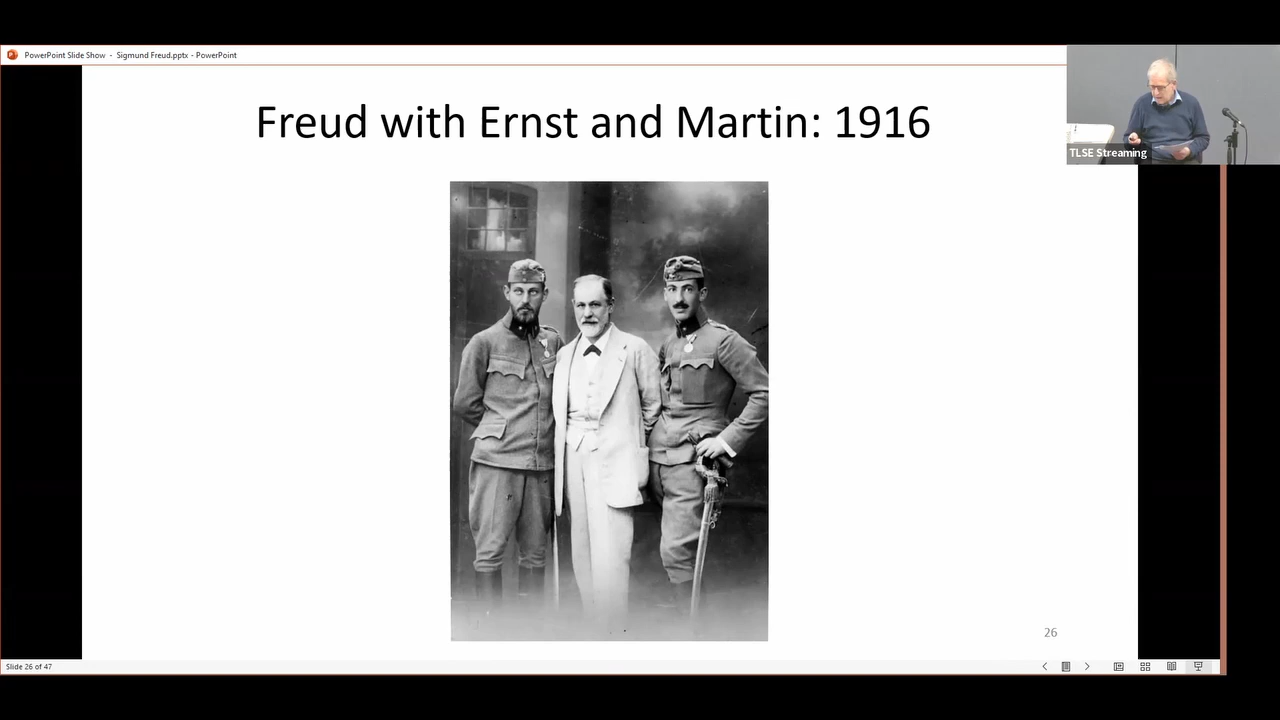 PowerPoint Slide Show - Sigmund Freud.pptx - PowerPoint
Freud with Ernst and Martin: 1916
TLSE Streaming
26
Slide 26 of 47